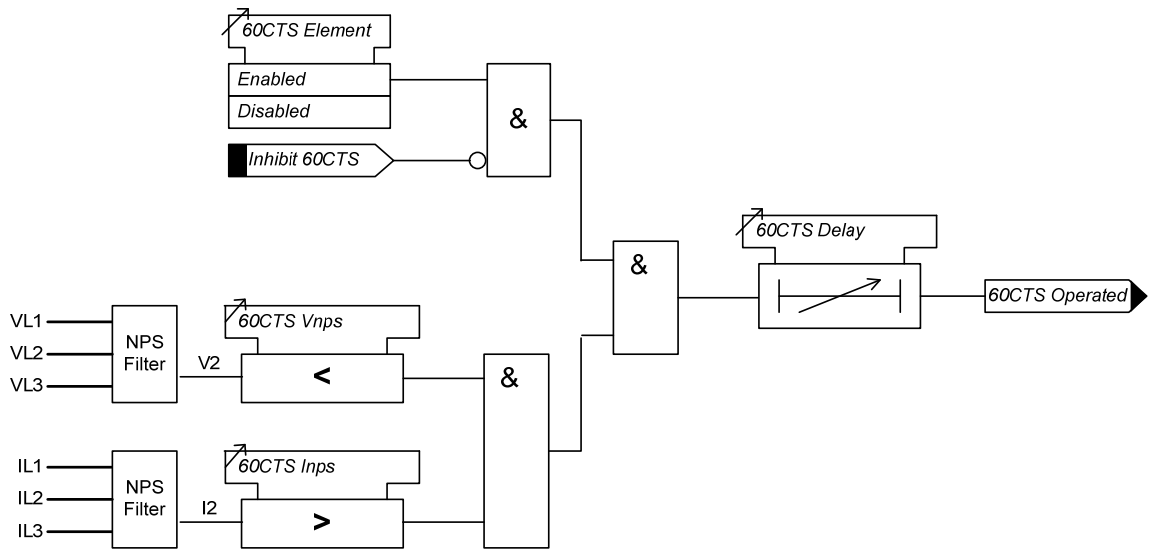 60CTS Element
Enabled
Disabled
Inhibit 60CTS
&
&
60CTS Delay
60CTS Operated
VL1
VL2
VL3
NPS
Filter
V2
60CTS Vnps
<
&
IL1
IL2
IL3
NPS
Filter
I2
60CTS Inps
>